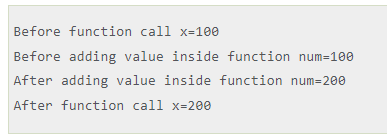 Before function call x=100
Before adding value inside function num=100
After adding value inside function num=200
After function call x=200